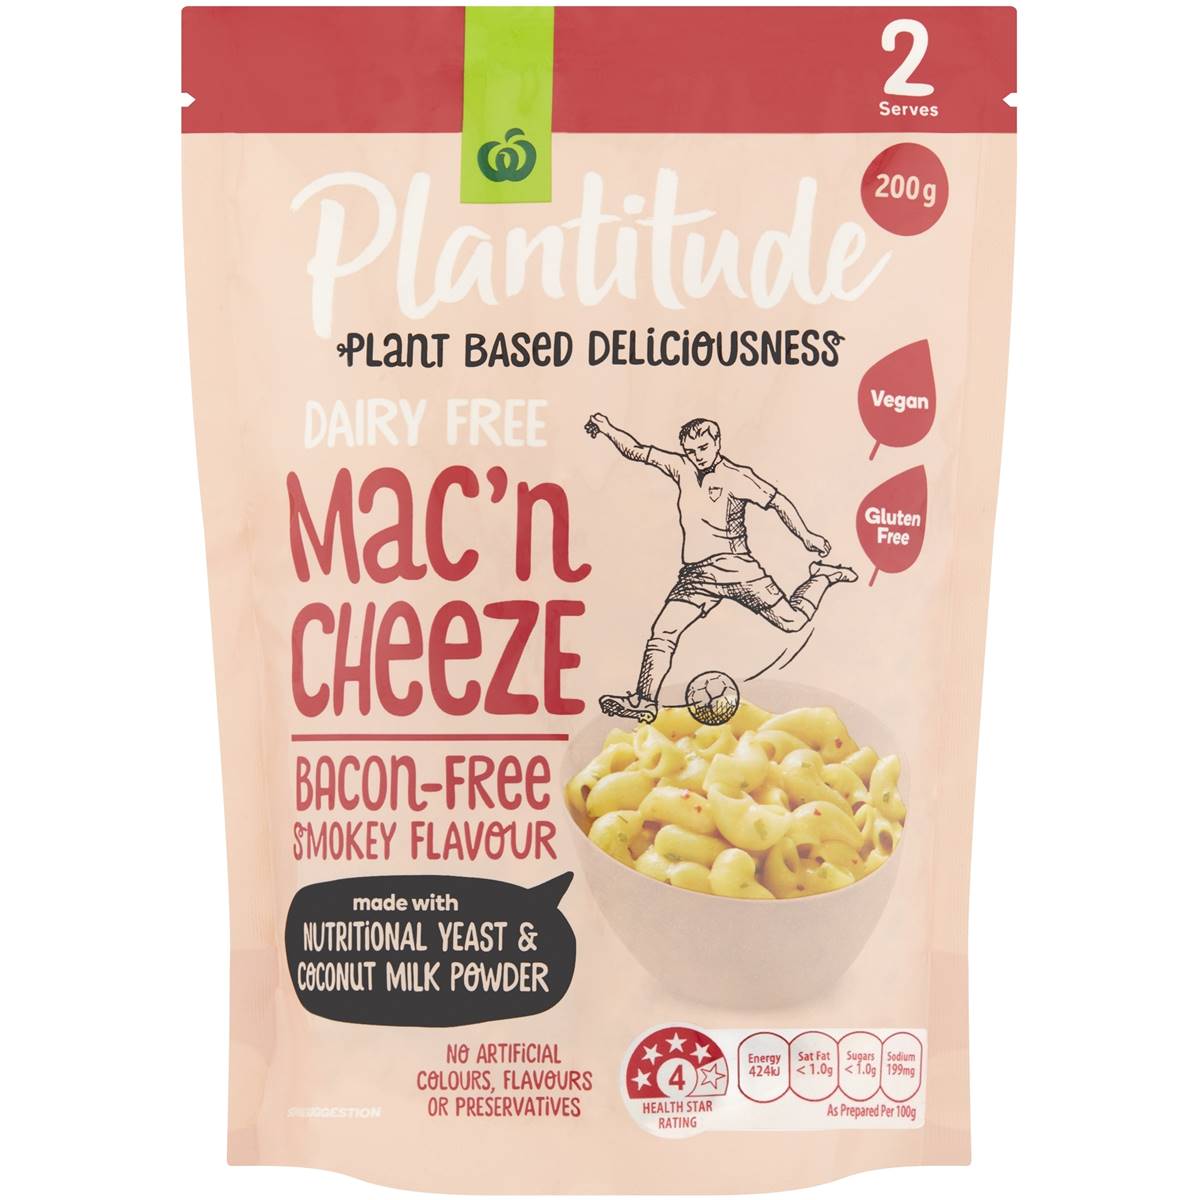 2
Serves
200g
Plantitude
PLANT BASED DELICIOUSNESS
Vegan
DAIRY FREE
Mac'n
CHeeZE
Gluten
Free
BACON-FREE
SMOKEY FLAVOUR
made with
NUTRITIONAL YEAST &
COCONUT MILK POWDER
NO ARTIFICIAL
COLOURS, FLAVOURS
OR PRESERVATIVES
4
HEALTH STAR
RATING
Energy
424kJ
Sat Fat
< 1.0g
Sugars
< 1.0g
Sodium
199mg
As Prepared Per 100g